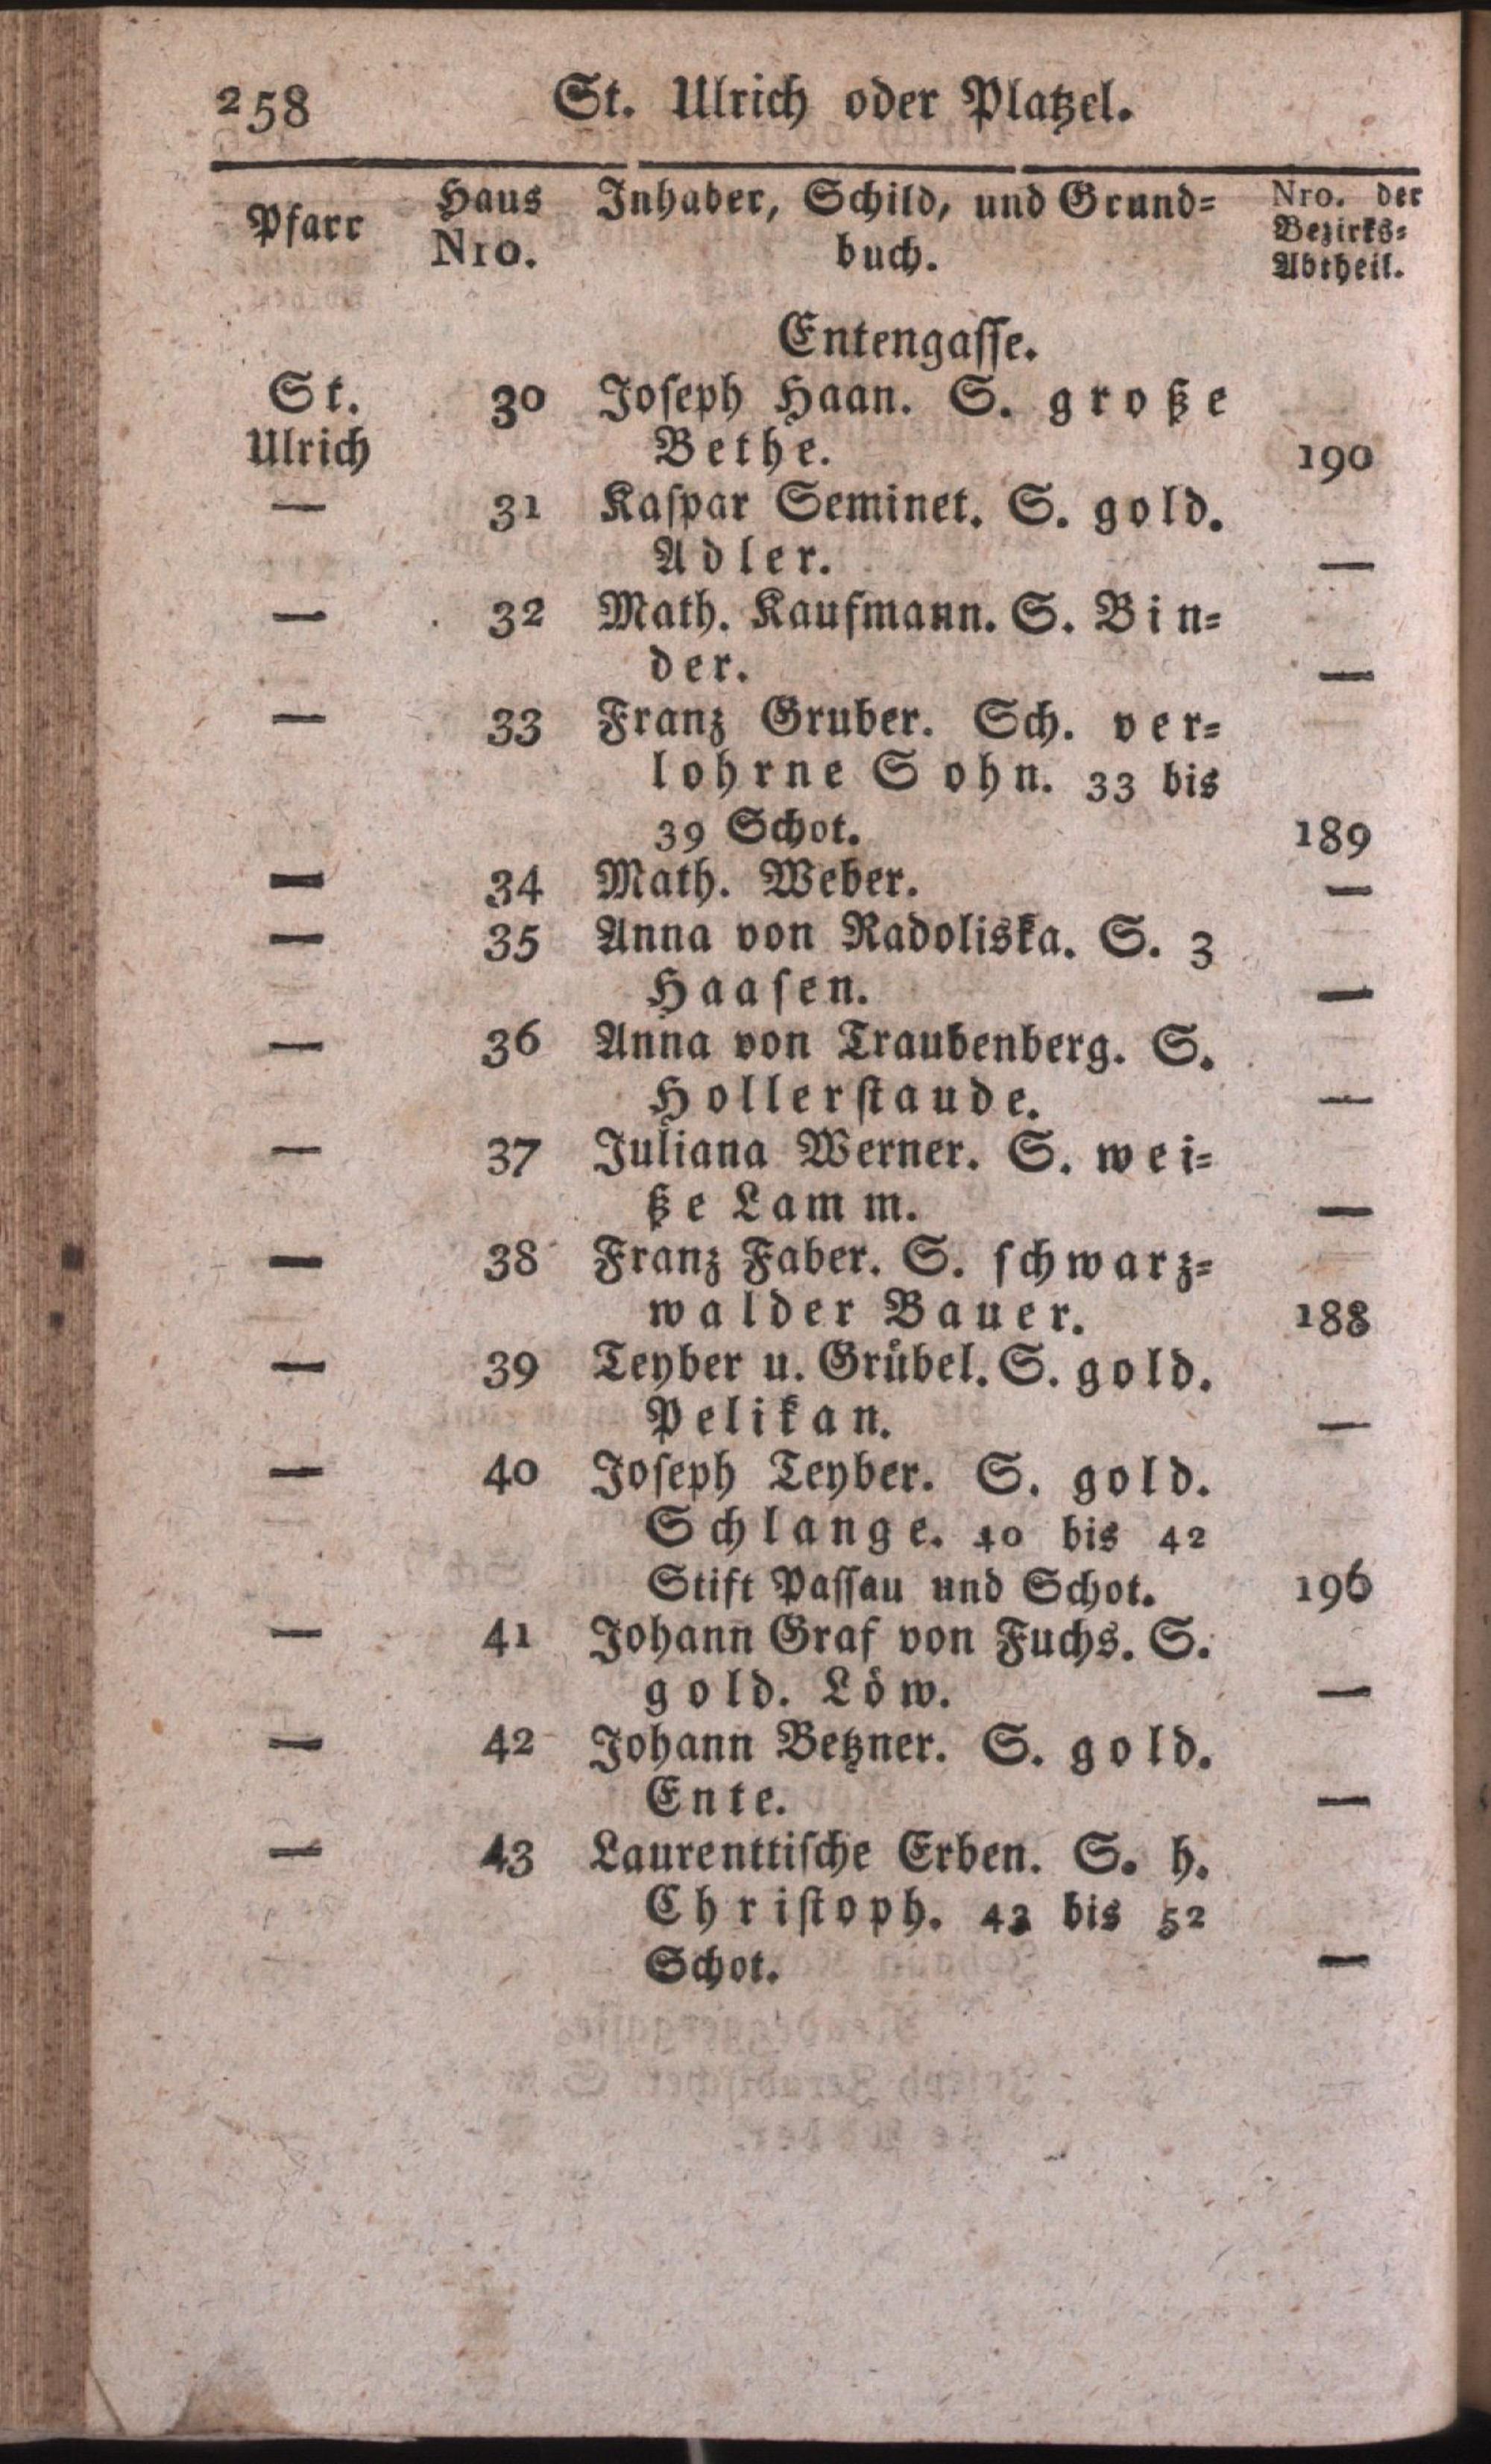 258 St. Ulrich oder Platzel.
Pfarr Haus Nro. Inhaber, Schild, und Grund= buch. Nro. der Bezirks= Abtheil.
Entengasse.
St. 30 Joseph Haan. S. große
Ulrich Bethe. 190
— 31 Kaspar Seminet. S. gold.
Adler. —
— 32 Math. Kaufmann. S. Bin=
der. —
— 33 Franz Gruber. Sch. ver=
lohrne Sohn. 33 bis
39 Schot. 189
— 34 Math. Weber. —
— 35 Anna von Radoliska. S. 3
Haasen. —
— 36 Anna von Traubenberg. S.
Hollerstaude. —
— 37 Juliana Werner. S. wei=
ße Lamm. —
— 38 Franz Faber. S. schwarz=
walder Bauer. 188
— 39 Teyber u. Grübel. S. gold.
Pelikan. —
— 40 Joseph Teyber. S. gold.
Schlange. 40 bis 42
Stift Passau und Schot. 196
— 41 Johann Graf von Fuchs. S.
gold. Löw. —
— 42 Johann Betzner. S. gold.
Ente. —
— 43 Laurenttische Erben. S. h.
Christoph. 43 bis 52
Schot. —